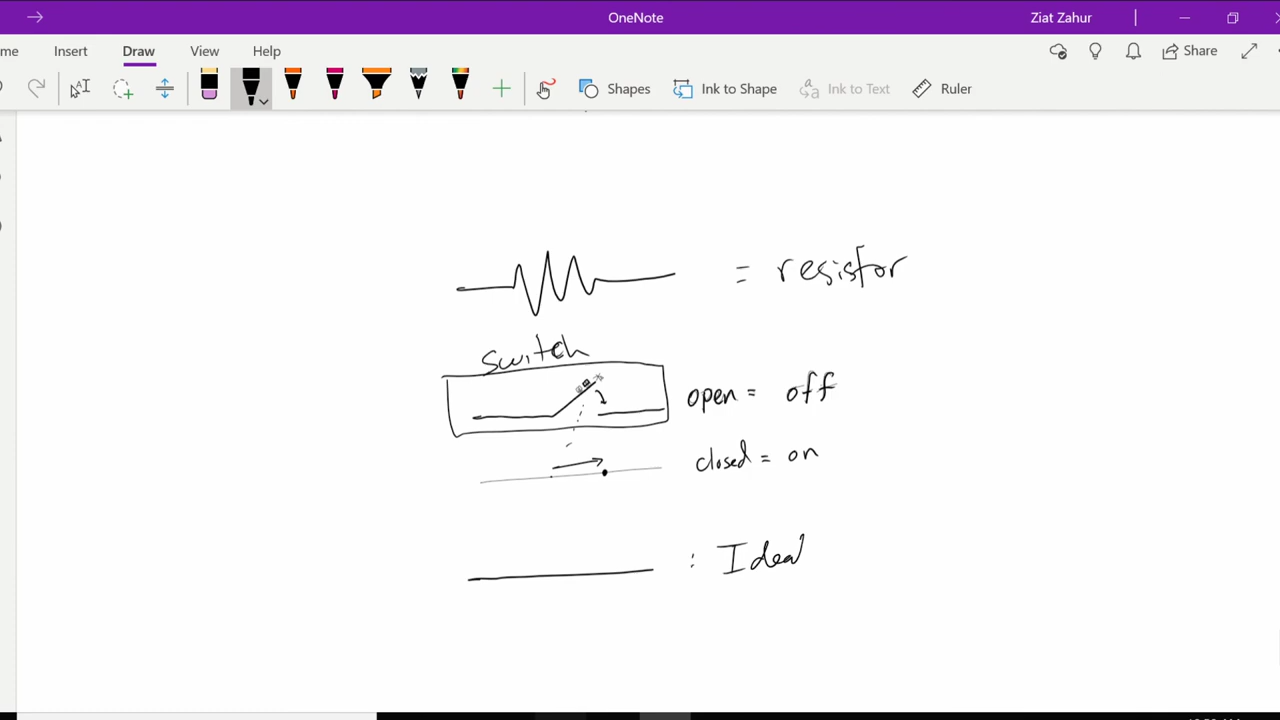 OneNote
Ziat Zahur
me Insert Draw View Help
Share
Shapes Ink to Shape Ink to Text Ruler
= resistor
switch
open = off
closed = on
: Ideal